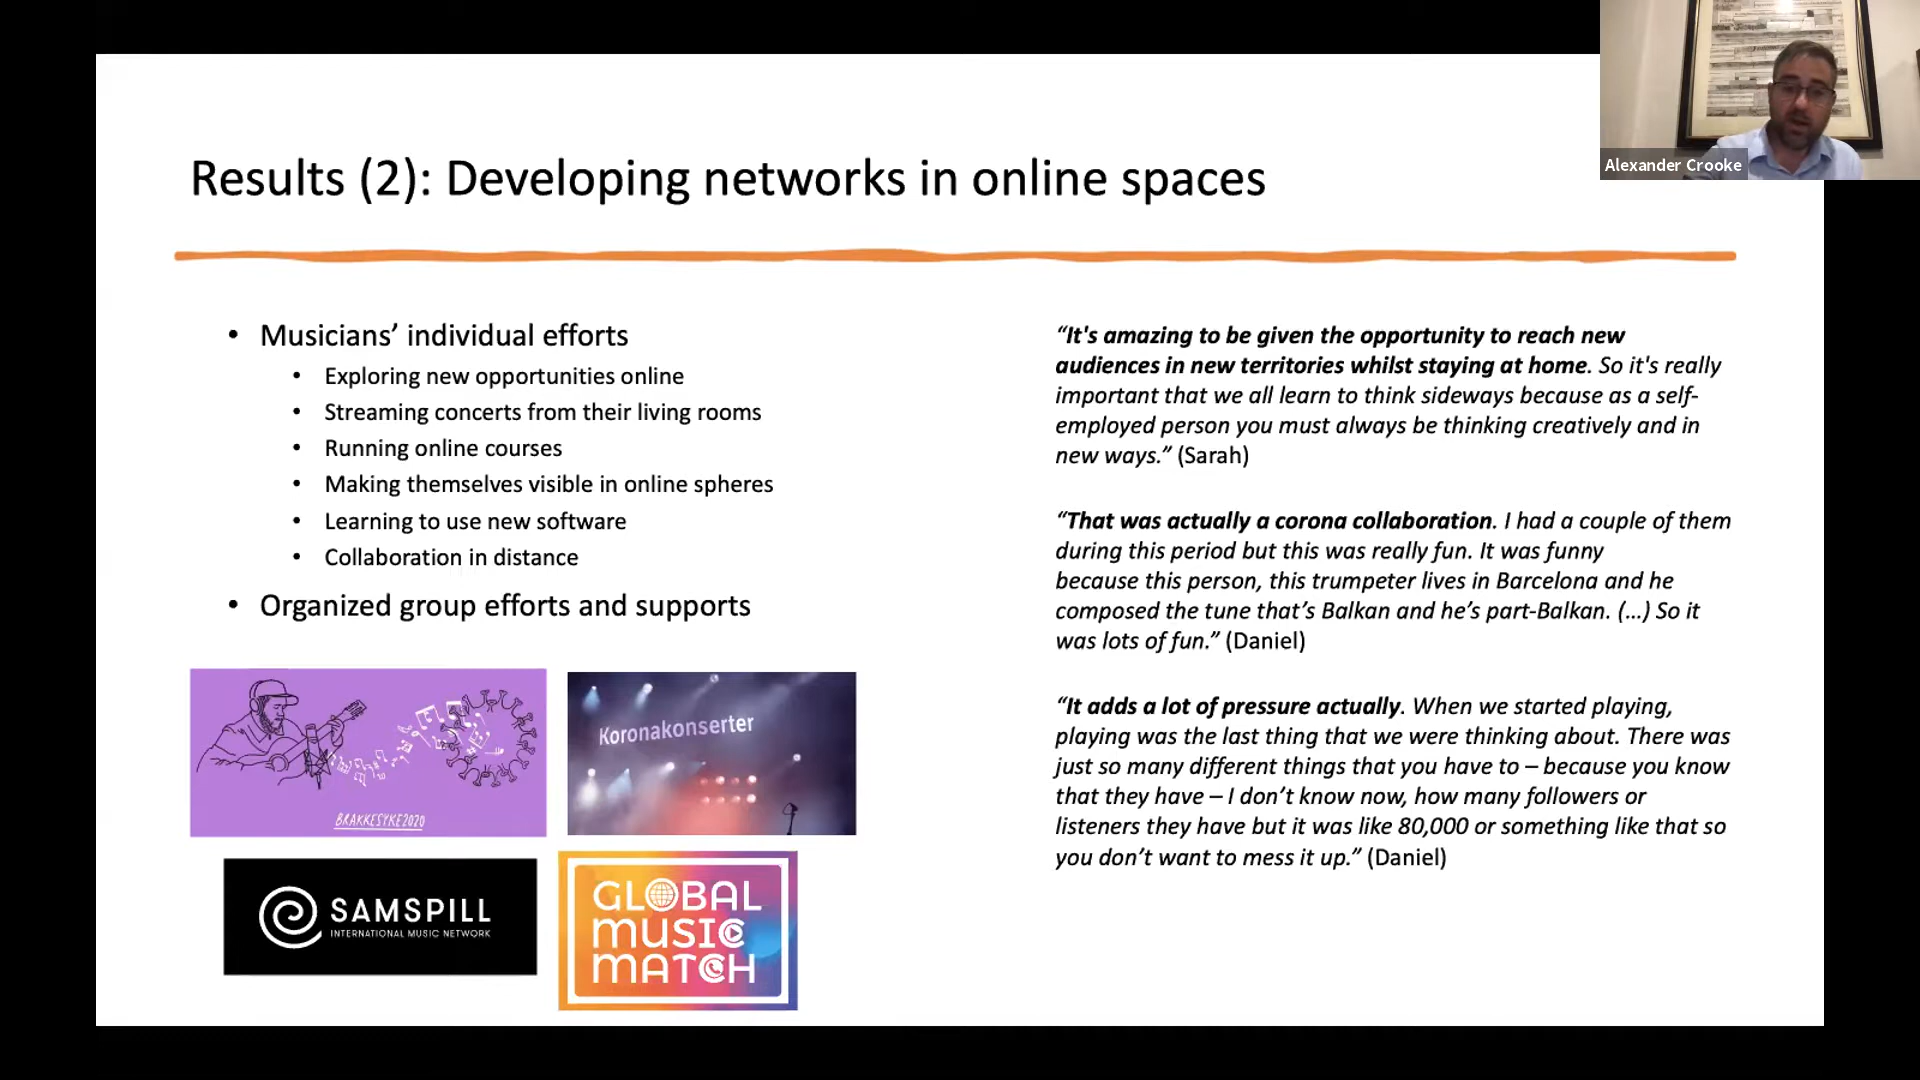 Alexander Crooke
Results (2): Developing networks in online spaces
• Musicians’ individual efforts
• Exploring new opportunities online
• Streaming concerts from their living rooms
• Running online courses
• Making themselves visible in online spheres
• Learning to use new software
• Collaboration in distance
• Organized group efforts and supports
BRAKKESYKE2020
Koronakonserter
SAMSPILL
INTERNATIONAL MUSIC NETWORK
GLOBAL
MUSIC
MATCH
“It's amazing to be given the opportunity to reach new
audiences in new territories whilst staying at home. So it's really
important that we all learn to think sideways because as a self-
employed person you must always be thinking creatively and in
new ways.” (Sarah)
“That was actually a corona collaboration. I had a couple of them
during this period but this was really fun. It was funny
because this person, this trumpeter lives in Barcelona and he
composed the tune that’s Balkan and he’s part-Balkan. (...) So it
was lots of fun.” (Daniel)
“It adds a lot of pressure actually. When we started playing,
playing was the last thing that we were thinking about. There was
just so many different things that you have to – because you know
that they have – I don’t know now, how many followers or
listeners they have but it was like 80,000 or something like that so
you don’t want to mess it up.” (Daniel)